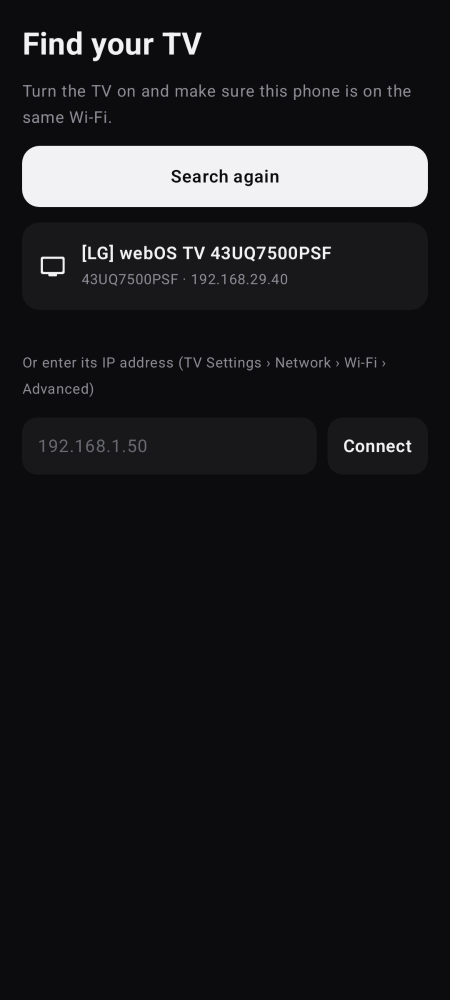 Find your TV
Turn the TV on and make sure this phone is on the
same Wi-Fi.
Search again
[LG] webOS TV 43UQ7500PSF
43UQ7500PSF · 192.168.29.40
Or enter its IP address (TV Settings › Network › Wi-Fi ›
Advanced)
192.168.1.50
Connect